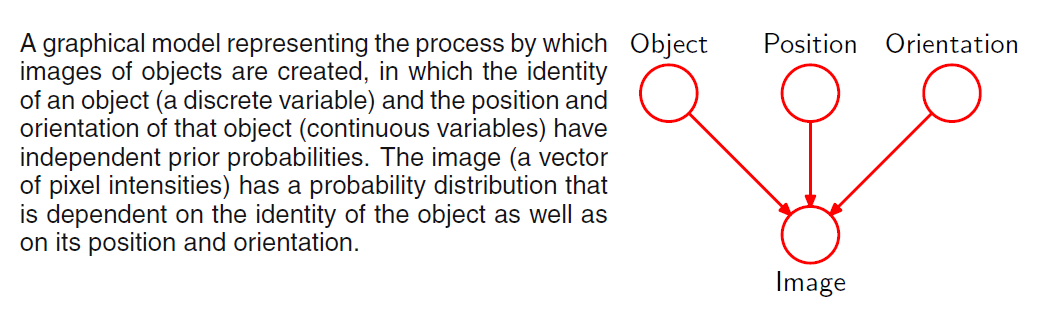 A graphical model representing the process by which
images of objects are created, in which the identity
of an object (a discrete variable) and the position and
orientation of that object (continuous variables) have
independent prior probabilities. The image (a vector
of pixel intensities) has a probability distribution that
is dependent on the identity of the object as well as
on its position and orientation.
Object Position Orientation
Image